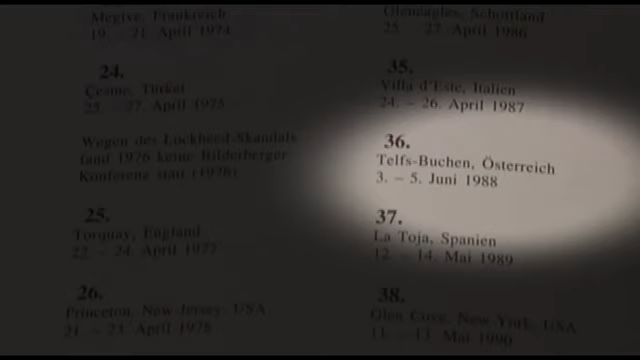 Megève, Frankreich
19. – 21. April 1974
24.
Cesme, Türkei
25. – 27. April 1975
Wegen des Lockheed-Skandals
fand 1976 keine Bilderberger-
Konferenz statt (1976)
25.
Torquay, England
22. – 24. April 1977
26.
Princeton, New Jersey, USA
21. – 23. April 1978
Gleneagles, Schottland
25. – 27. April 1986
35.
Villa d'Este, Italien
24. – 26. April 1987
36.
Telfs-Buchen, Österreich
3. – 5. Juni 1988
37.
La Toja, Spanien
12. – 14. Mai 1989
38.
Glen Cove, New York, USA
11. – 13. Mai 1990